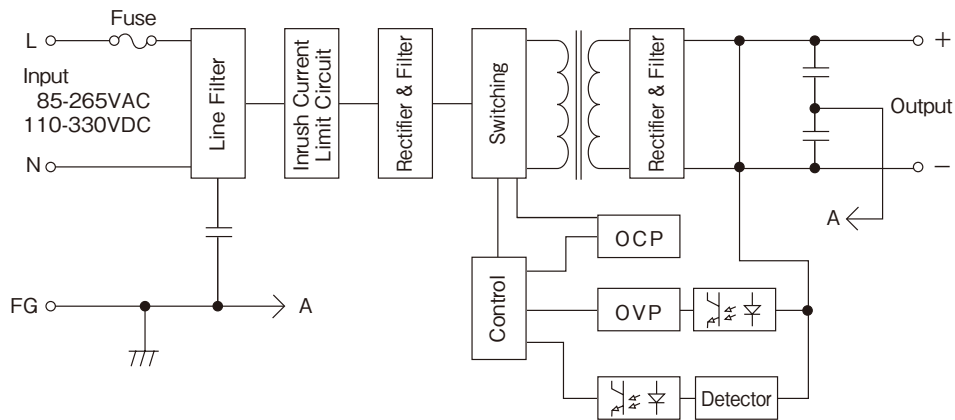 Fuse
L
Input
85-265VAC
110-330VDC
N
Line Filter
Inrush Current
Limit Circuit
Rectifier & Filter
Switching
Rectifier & Filter
+
Output
−
A
OCP
FG
A
Control
OVP
Detector